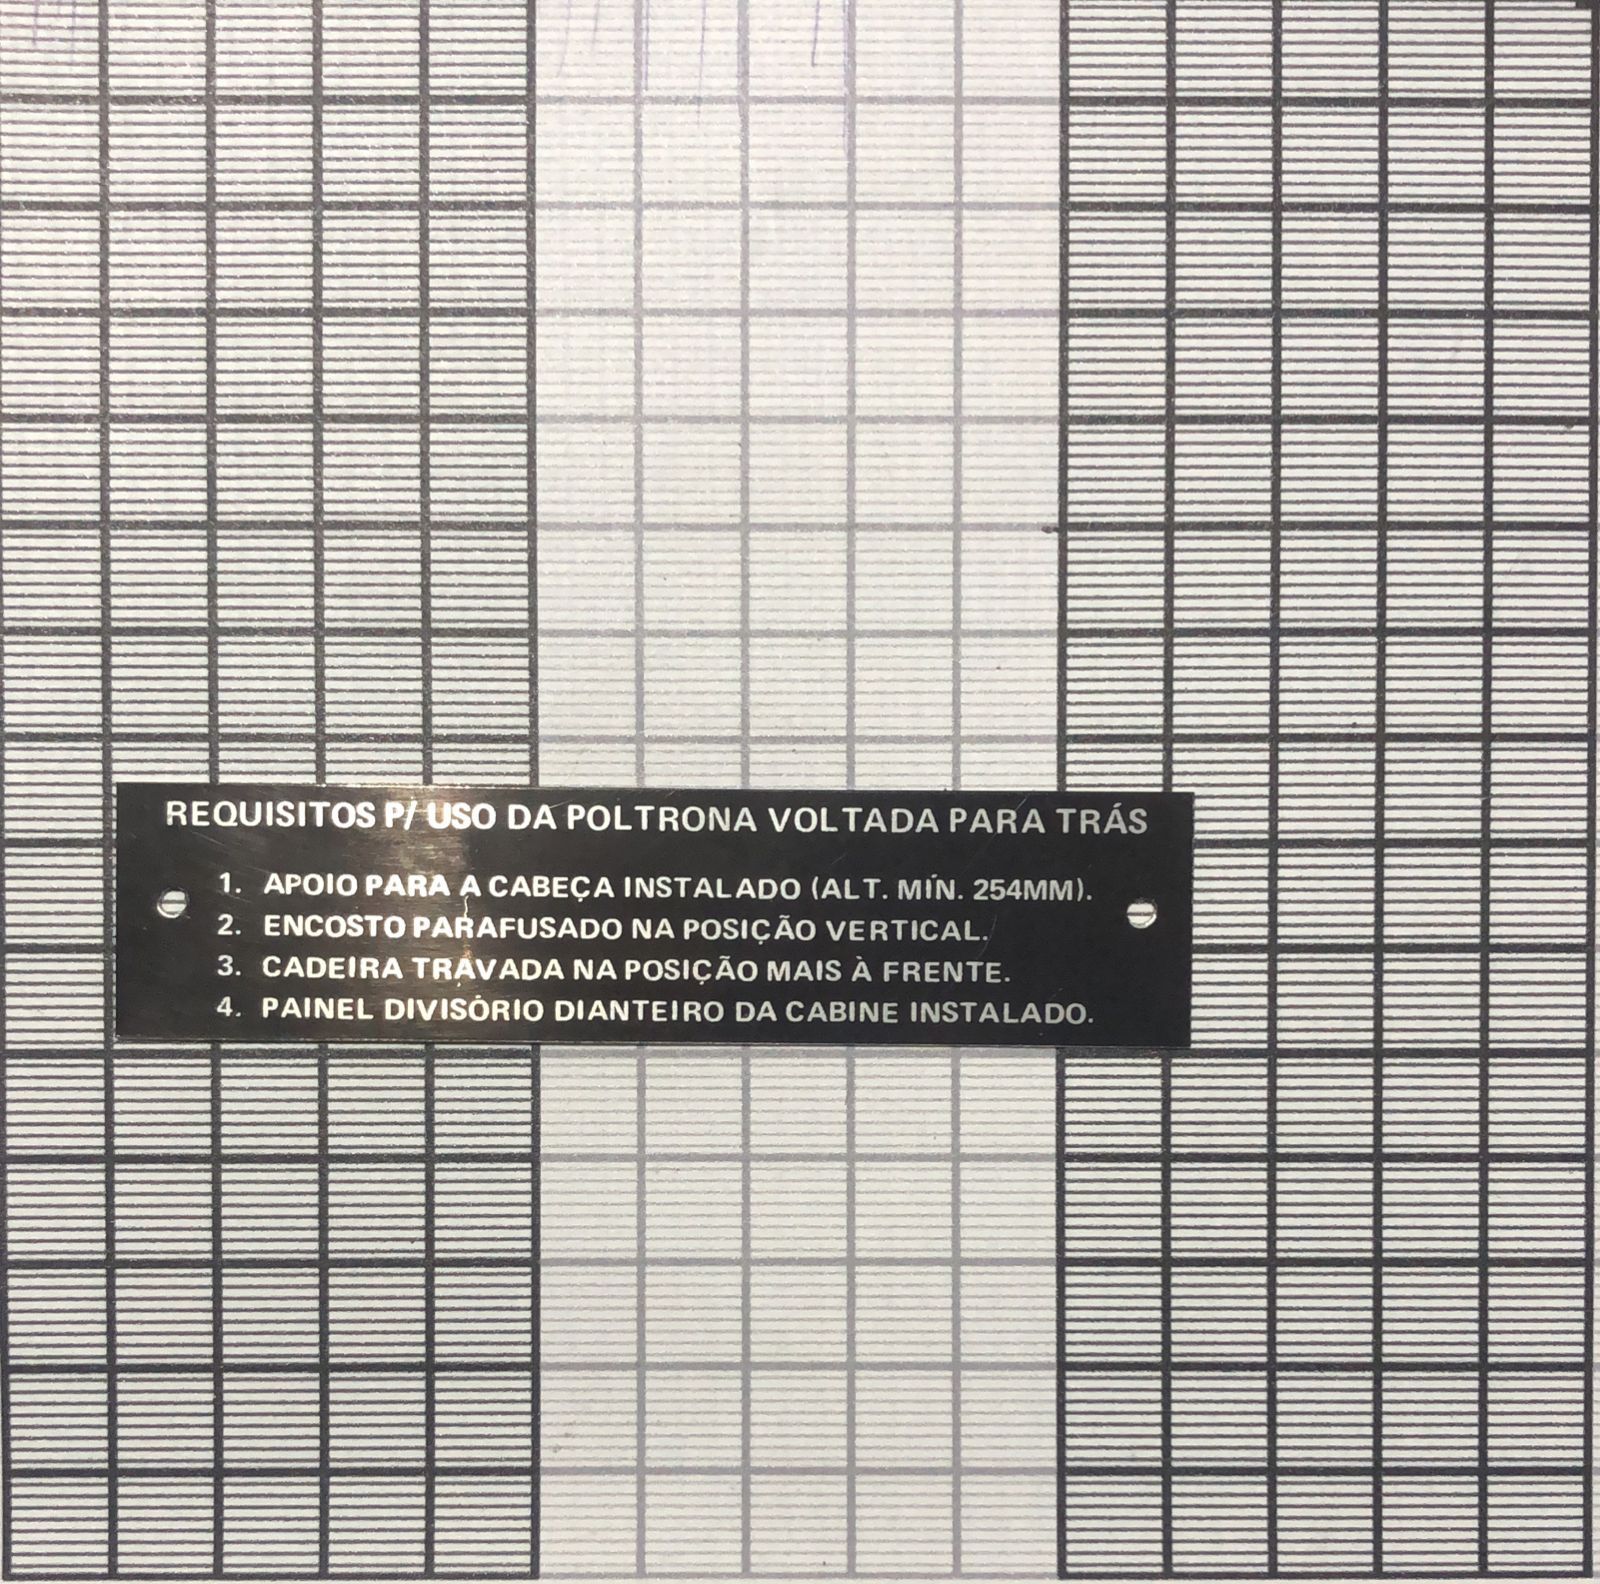 REQUISITOS P/ USO DA POLTRONA VOLTADA PARA TRÁS
1. APOIO PARA A CABEÇA INSTALADO (ALT. MÍN. 254MM).
2. ENCOSTO PARAFUSADO NA POSIÇÃO VERTICAL.
3. CADEIRA TRAVADA NA POSIÇÃO MAIS À FRENTE.
4. PAINEL DIVISÓRIO DIANTEIRO DA CABINE INSTALADO.